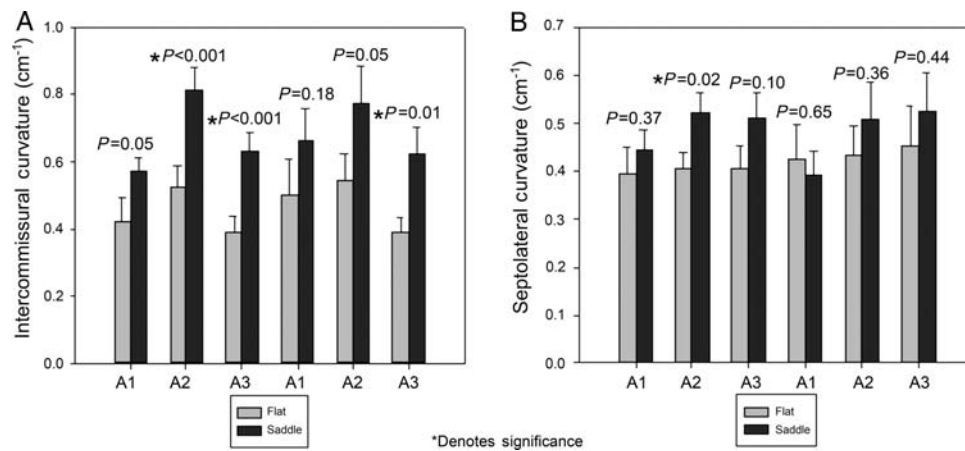 A
Intercommissural curvature (cm⁻¹)
1.0
0.8
0.6
0.4
0.2
0.0
P=0.05
*P<0.001
*P<0.001
P=0.18
P=0.05
*P=0.01
A1 A2 A3 A1 A2 A3
Flat
Saddle
B
Septolateral curvature (cm⁻¹)
0.7
0.6
0.5
0.4
0.3
0.2
0.1
0.0
P=0.37
*P=0.02
P=0.10
P=0.65
P=0.36
P=0.44
A1 A2 A3 A1 A2 A3
Flat
Saddle
*Denotes significance